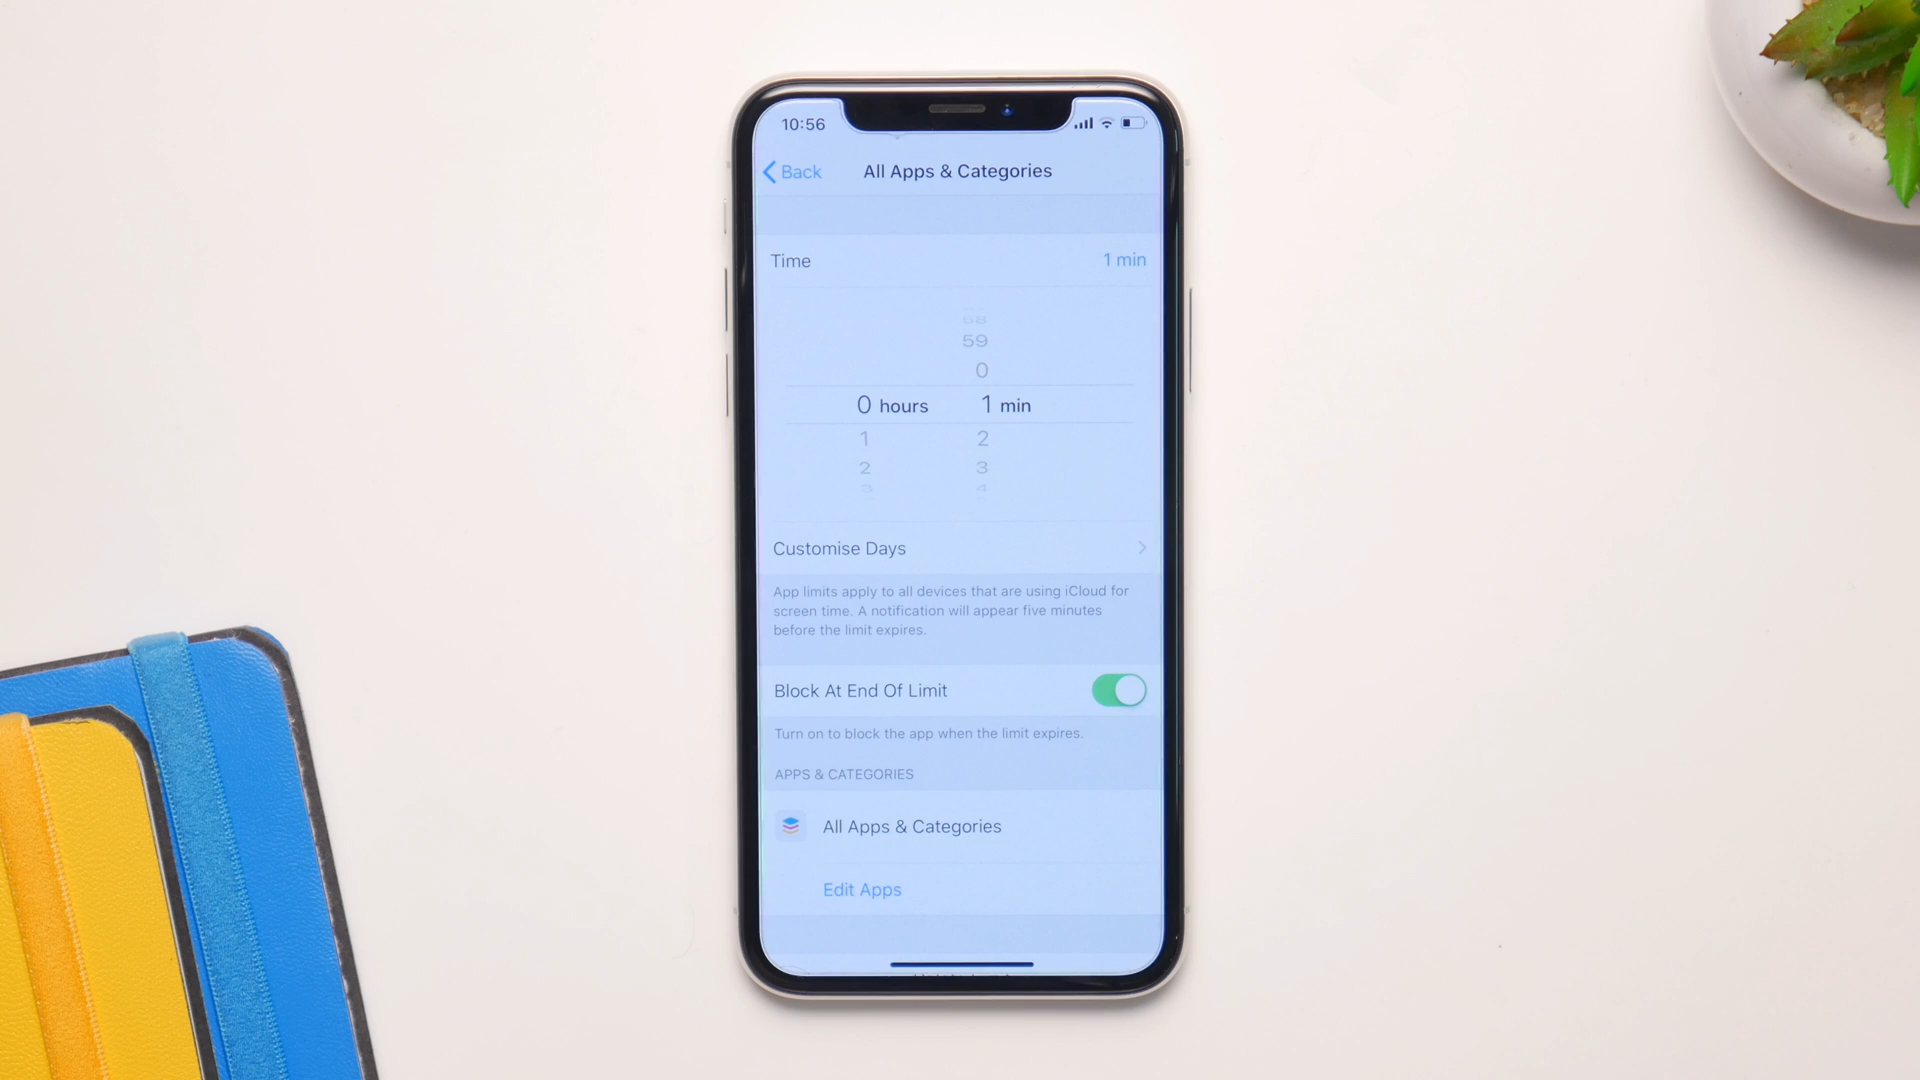 10:56
Back
All Apps & Categories
Time
1 min
58
59
0
0 hours 1 min
1 2
2 3
3 4
Customise Days
App limits apply to all devices that are using iCloud for
screen time. A notification will appear five minutes
before the limit expires.
Block At End Of Limit
Turn on to block the app when the limit expires.
APPS & CATEGORIES
All Apps & Categories
Edit Apps